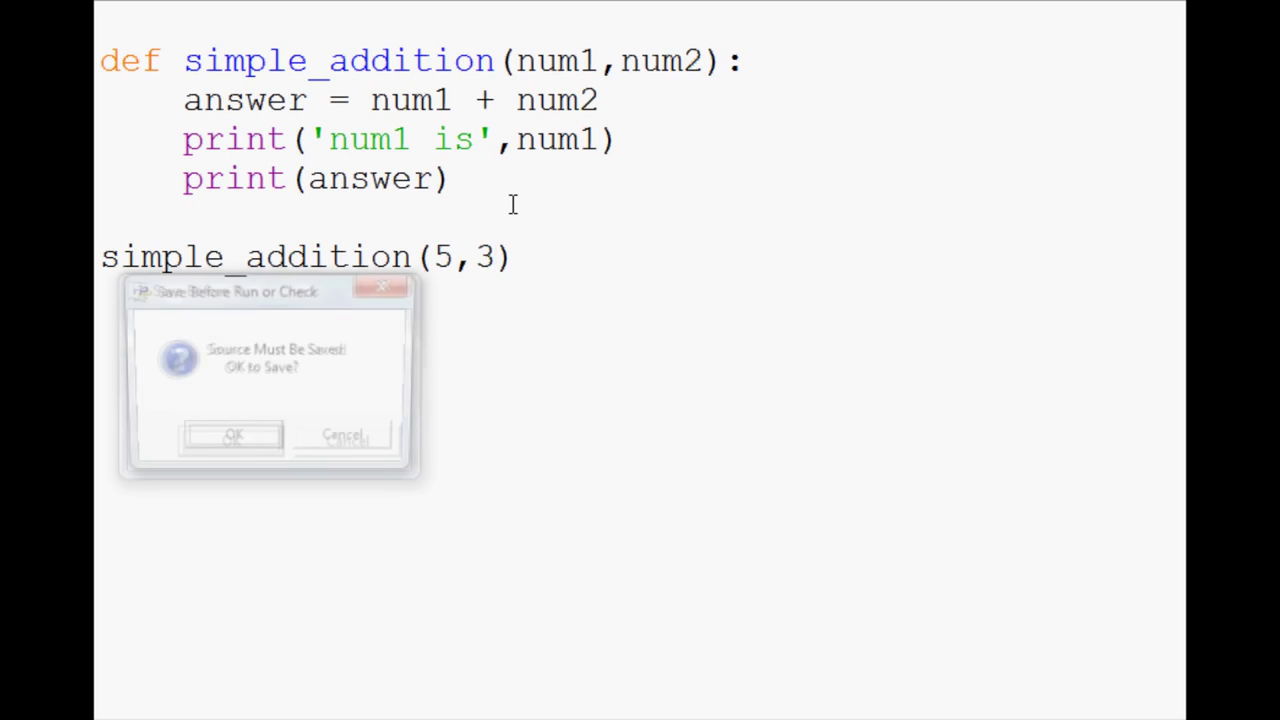 def simple_addition(num1,num2):
    answer = num1 + num2
    print('num1 is',num1)
    print(answer)
simple_addition(5,3)
Save Before Run or Check
Source Must Be Saved!
OK to Save?
OK Cancel